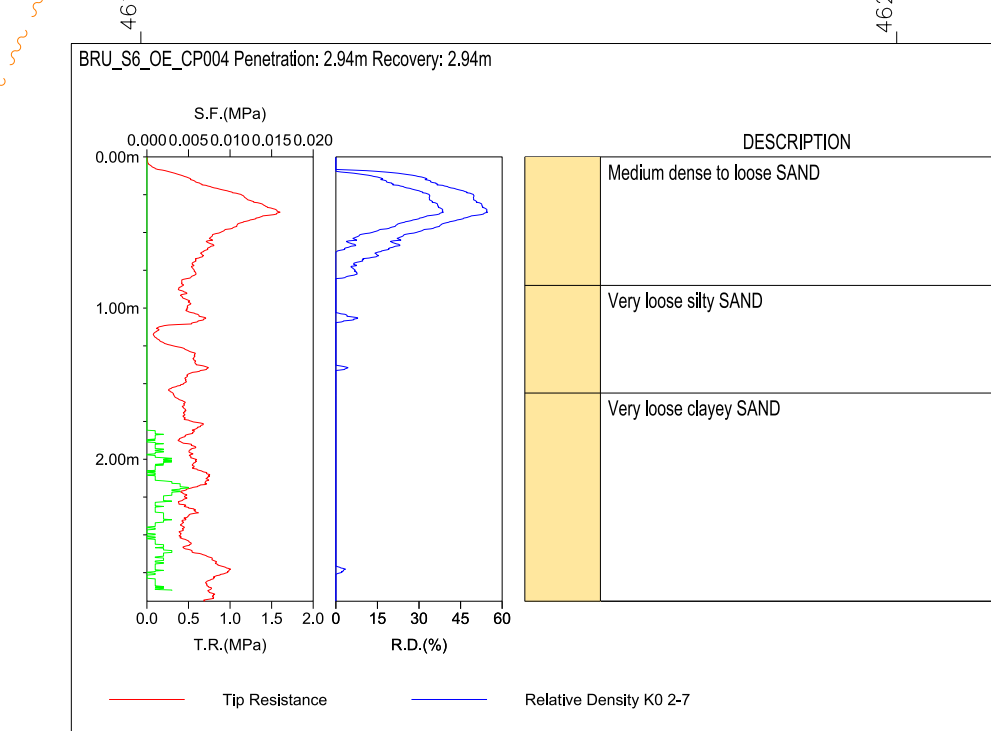 46
462
BRU_S6_OE_CP004 Penetration: 2.94m Recovery: 2.94m
S.F.(MPa)
0.000 0.005 0.010 0.015 0.020
DESCRIPTION
0.00m
Medium dense to loose SAND
Very loose silty SAND
1.00m
Very loose clayey SAND
2.00m
0.0 0.5 1.0 1.5 2.0
0 15 30 45 60
T.R.(MPa)
R.D.(%)
Tip Resistance
Relative Density K0 2-7